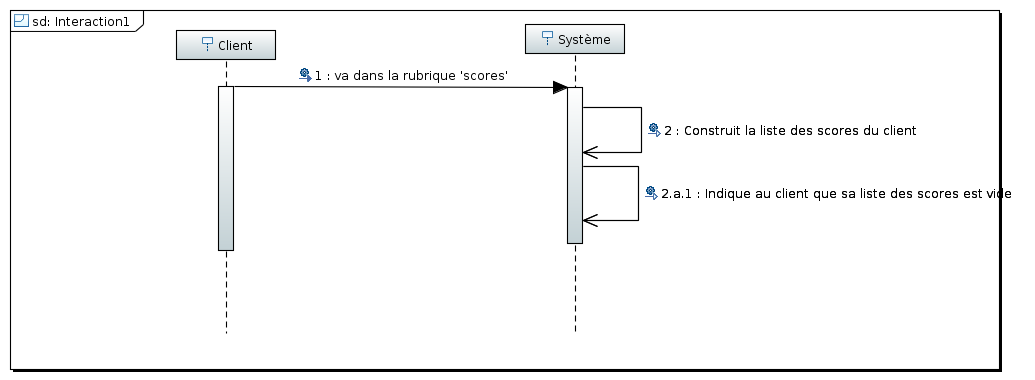 sd: Interaction1
Client
Système
1 : va dans la rubrique 'scores'
2 : Construit la liste des scores du client
2.a.1 : Indique au client que sa liste des scores est vide